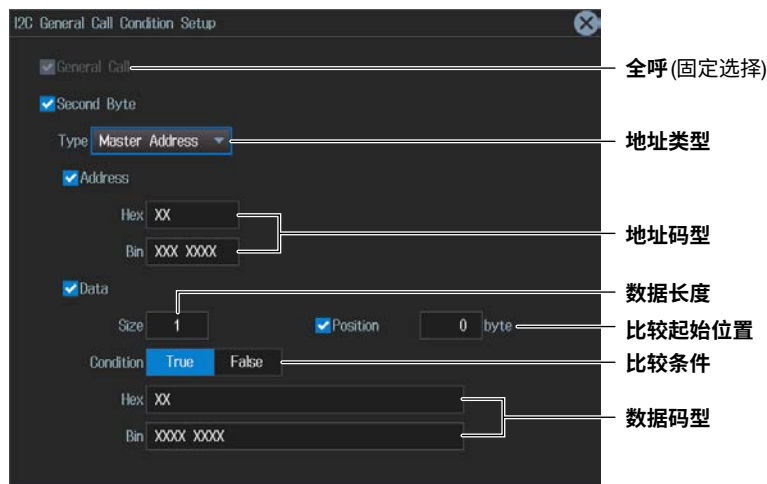 I2C General Call Condition Setup
General Call
全呼(固定选择)
Second Byte
Type Master Address
地址类型
Address
Hex XX
Bin XXX XXXX
地址码型
Data
数据长度
Size 1 Position 0 byte
比较起始位置
Condition True False
比较条件
Hex XX
Bin XXXX XXXX
数据码型